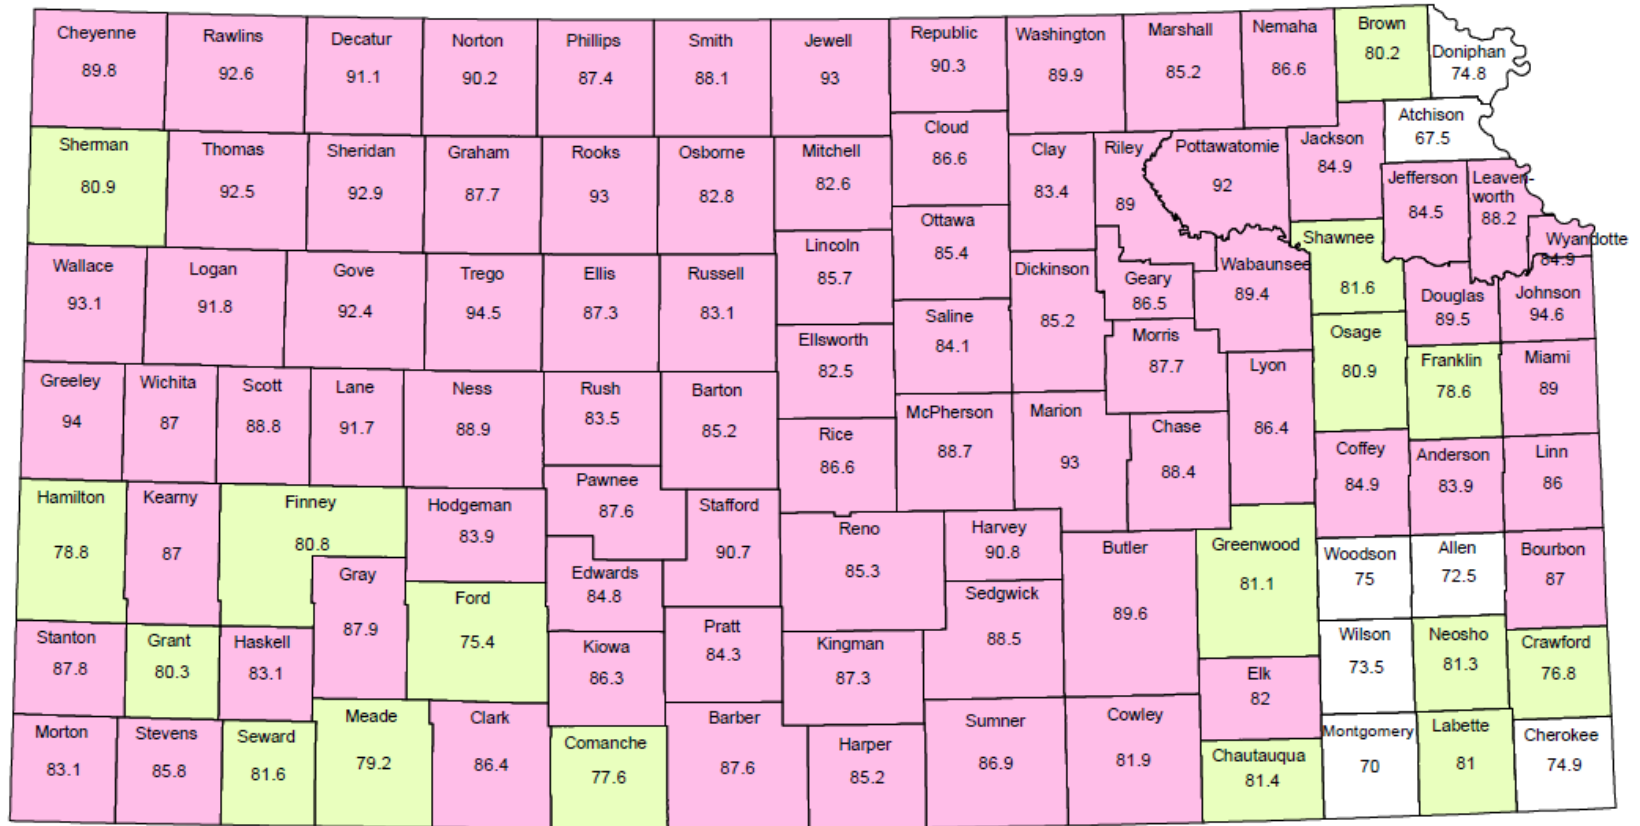 Cheyenne
89.8
Rawlins
92.6
Decatur
91.1
Norton
90.2
Phillips
87.4
Smith
88.1
Jewell
93
Republic
90.3
Washington
89.9
Marshall
85.2
Nemaha
86.6
Brown
80.2
Doniphan
74.8
Sherman
80.9
Thomas
92.5
Sheridan
92.9
Graham
87.7
Rooks
93
Osborne
82.8
Mitchell
82.6
Cloud
86.6
Clay
83.4
Riley
89
Pottawatomie
92
Jackson
84.9
Atchison
67.5
Jefferson
84.5
Leaven-
worth
88.2
Wyandotte
84.9
Wallace
93.1
Logan
91.8
Gove
92.4
Trego
94.5
Ellis
87.3
Russell
83.1
Lincoln
85.7
Ottawa
85.4
Dickinson
85.2
Geary
86.5
Wabaunsee
89.4
Shawnee
81.6
Douglas
89.5
Johnson
94.6
Ellsworth
82.5
Saline
84.1
Morris
87.7
Lyon
86.4
Osage
80.9
Franklin
78.6
Miami
89
Greeley
94
Wichita
87
Scott
88.8
Lane
91.7
Ness
88.9
Rush
83.5
Barton
85.2
Rice
86.6
McPherson
88.7
Marion
93
Chase
88.4
Coffey
84.9
Anderson
83.9
Linn
86
Hamilton
78.8
Kearny
87
Finney
80.8
Hodgeman
83.9
Pawnee
87.6
Stafford
90.7
Reno
85.3
Harvey
90.8
Butler
89.6
Greenwood
81.1
Woodson
75
Allen
72.5
Bourbon
87
Gray
87.9
Ford
75.4
Edwards
84.8
Sedgwick
88.5
Stanton
87.8
Grant
80.3
Haskell
83.1
Kiowa
86.3
Pratt
84.3
Kingman
87.3
Elk
82
Wilson
73.5
Neosho
81.3
Crawford
76.8
Morton
83.1
Stevens
85.8
Seward
81.6
Meade
79.2
Clark
86.4
Comanche
77.6
Barber
87.6
Harper
85.2
Sumner
86.9
Cowley
81.9
Chautauqua
81.4
Montgomery
70
Labette
81
Cherokee
74.9